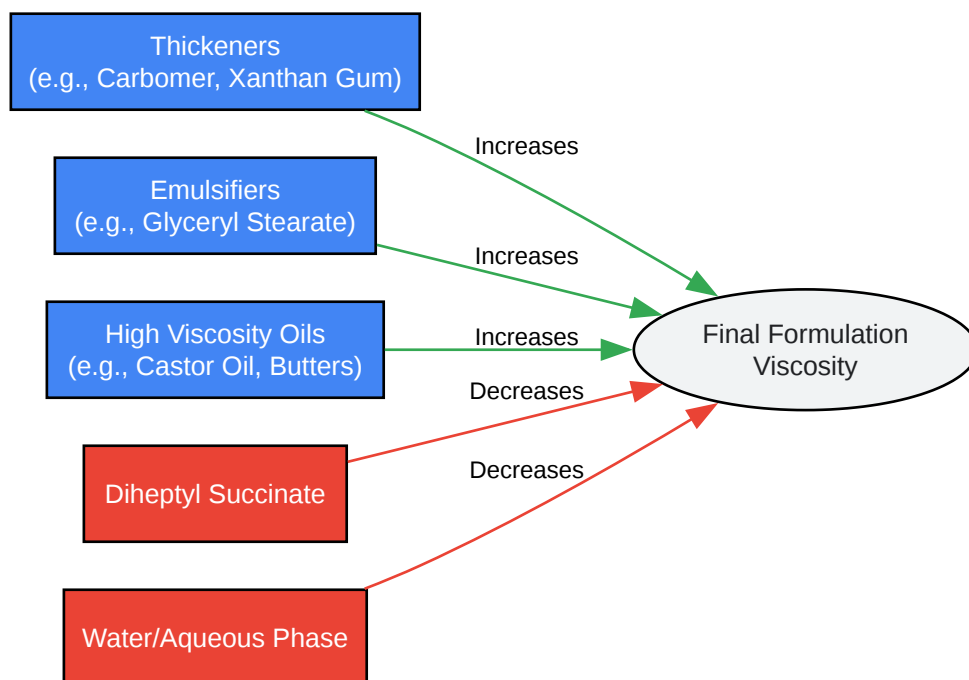 Thickeners
(e.g., Carbomer, Xanthan Gum)
Increases
Emulsifiers
(e.g., Glyceryl Stearate)
Increases
High Viscosity Oils
(e.g., Castor Oil, Butters)
Increases
Final Formulation
Viscosity
Decreases
Diheptyl Succinate
Decreases
Water/Aqueous Phase